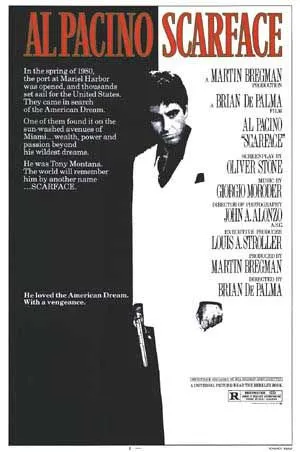 AL PACINO SCARFACE
In the spring of 1980,
the port at Mariel Harbor
was opened, and thousands
set sail for the United States.
They came in search
of the American Dream.
One of them found it on the
sun-washed avenues of
Miami...wealth, power and
passion beyond
his wildest dreams.
He was Tony Montana.
The world will remember
him by another name
...SCARFACE.
He loved the American Dream.
With a vengeance.
A MARTIN BREGMAN
PRODUCTION
A BRIAN DE PALMA
FILM
AL PACINO
"SCARFACE"
SCREENPLAY BY
OLIVER STONE
MUSIC BY
GIORGIO MORODER
DIRECTOR OF PHOTOGRAPHY
JOHN A. ALONZO
A.S.C.
EXECUTIVE PRODUCER
LOUIS A. STROLLER
PRODUCED BY
MARTIN BREGMAN
DIRECTED BY
BRIAN DE PALMA
R RESTRICTED